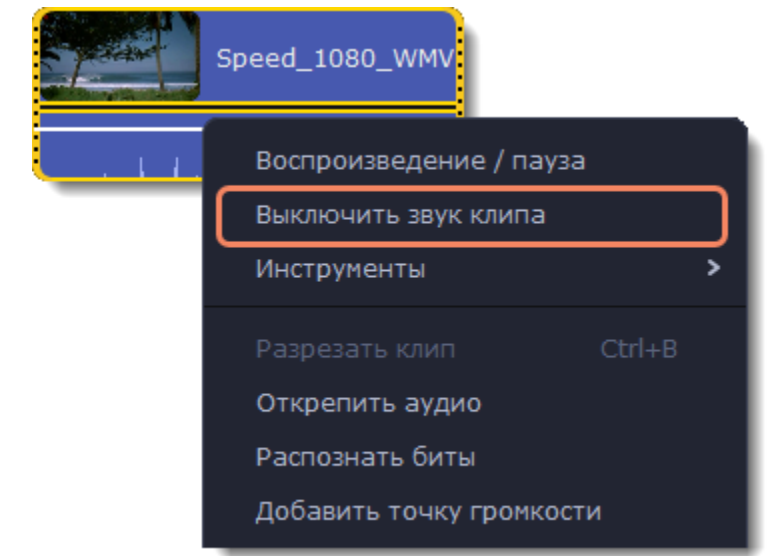 Speed_1080_WMV
Воспроизведение / пауза
Выключить звук клипа
Инструменты
Разрезать клип Ctrl+B
Открепить аудио
Распознать биты
Добавить точку громкости